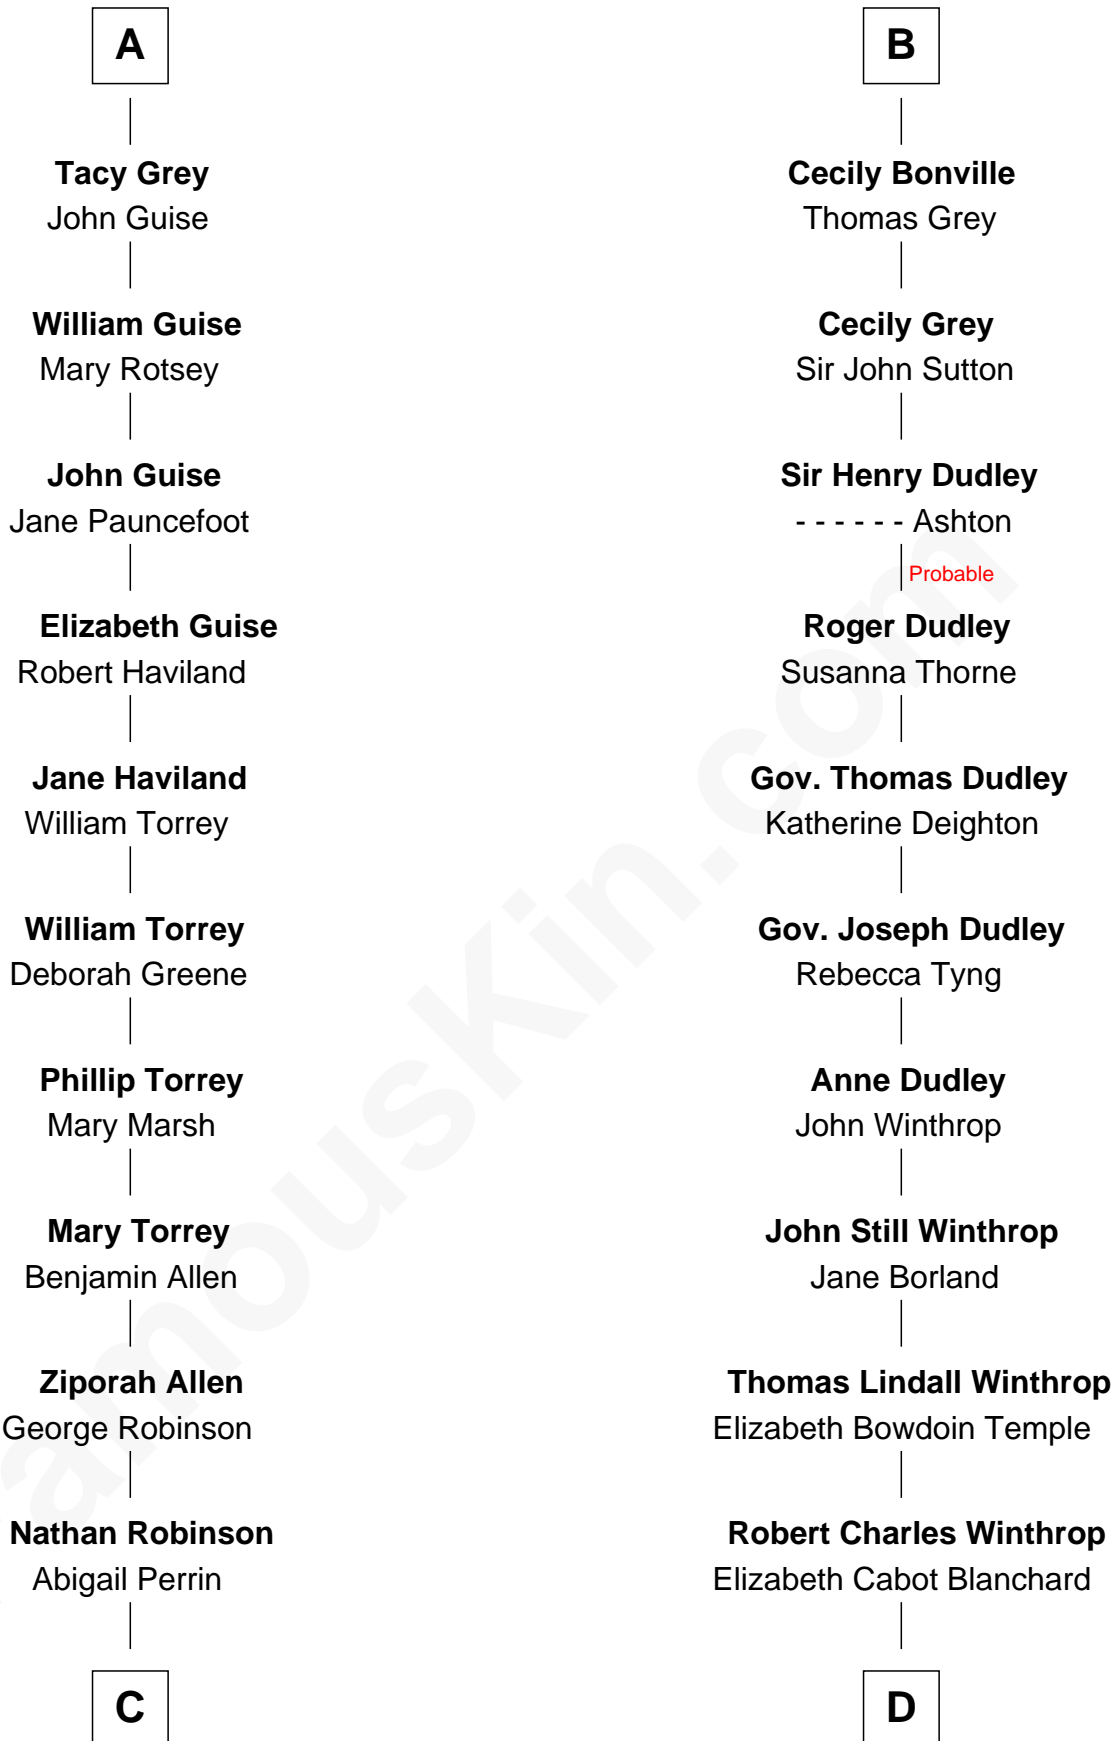 A
Tacy Grey
John Guise
William Guise
Mary Rotsey
John Guise
Jane Pauncefoot
Elizabeth Guise
Robert Haviland
Jane Haviland
William Torrey
William Torrey
Deborah Greene
Phillip Torrey
Mary Marsh
Mary Torrey
Benjamin Allen
Ziporah Allen
George Robinson
Nathan Robinson
Abigail Perrin
C
B
Cecily Bonville
Thomas Grey
Cecily Grey
Sir John Sutton
Sir Henry Dudley
- - - - - - Ashton
Probable
Roger Dudley
Susanna Thorne
Gov. Thomas Dudley
Katherine Deighton
Gov. Joseph Dudley
Rebecca Tyng
Anne Dudley
John Winthrop
John Still Winthrop
Jane Borland
Thomas Lindall Winthrop
Elizabeth Bowdoin Temple
Robert Charles Winthrop
Elizabeth Cabot Blanchard
D
amouskin.com